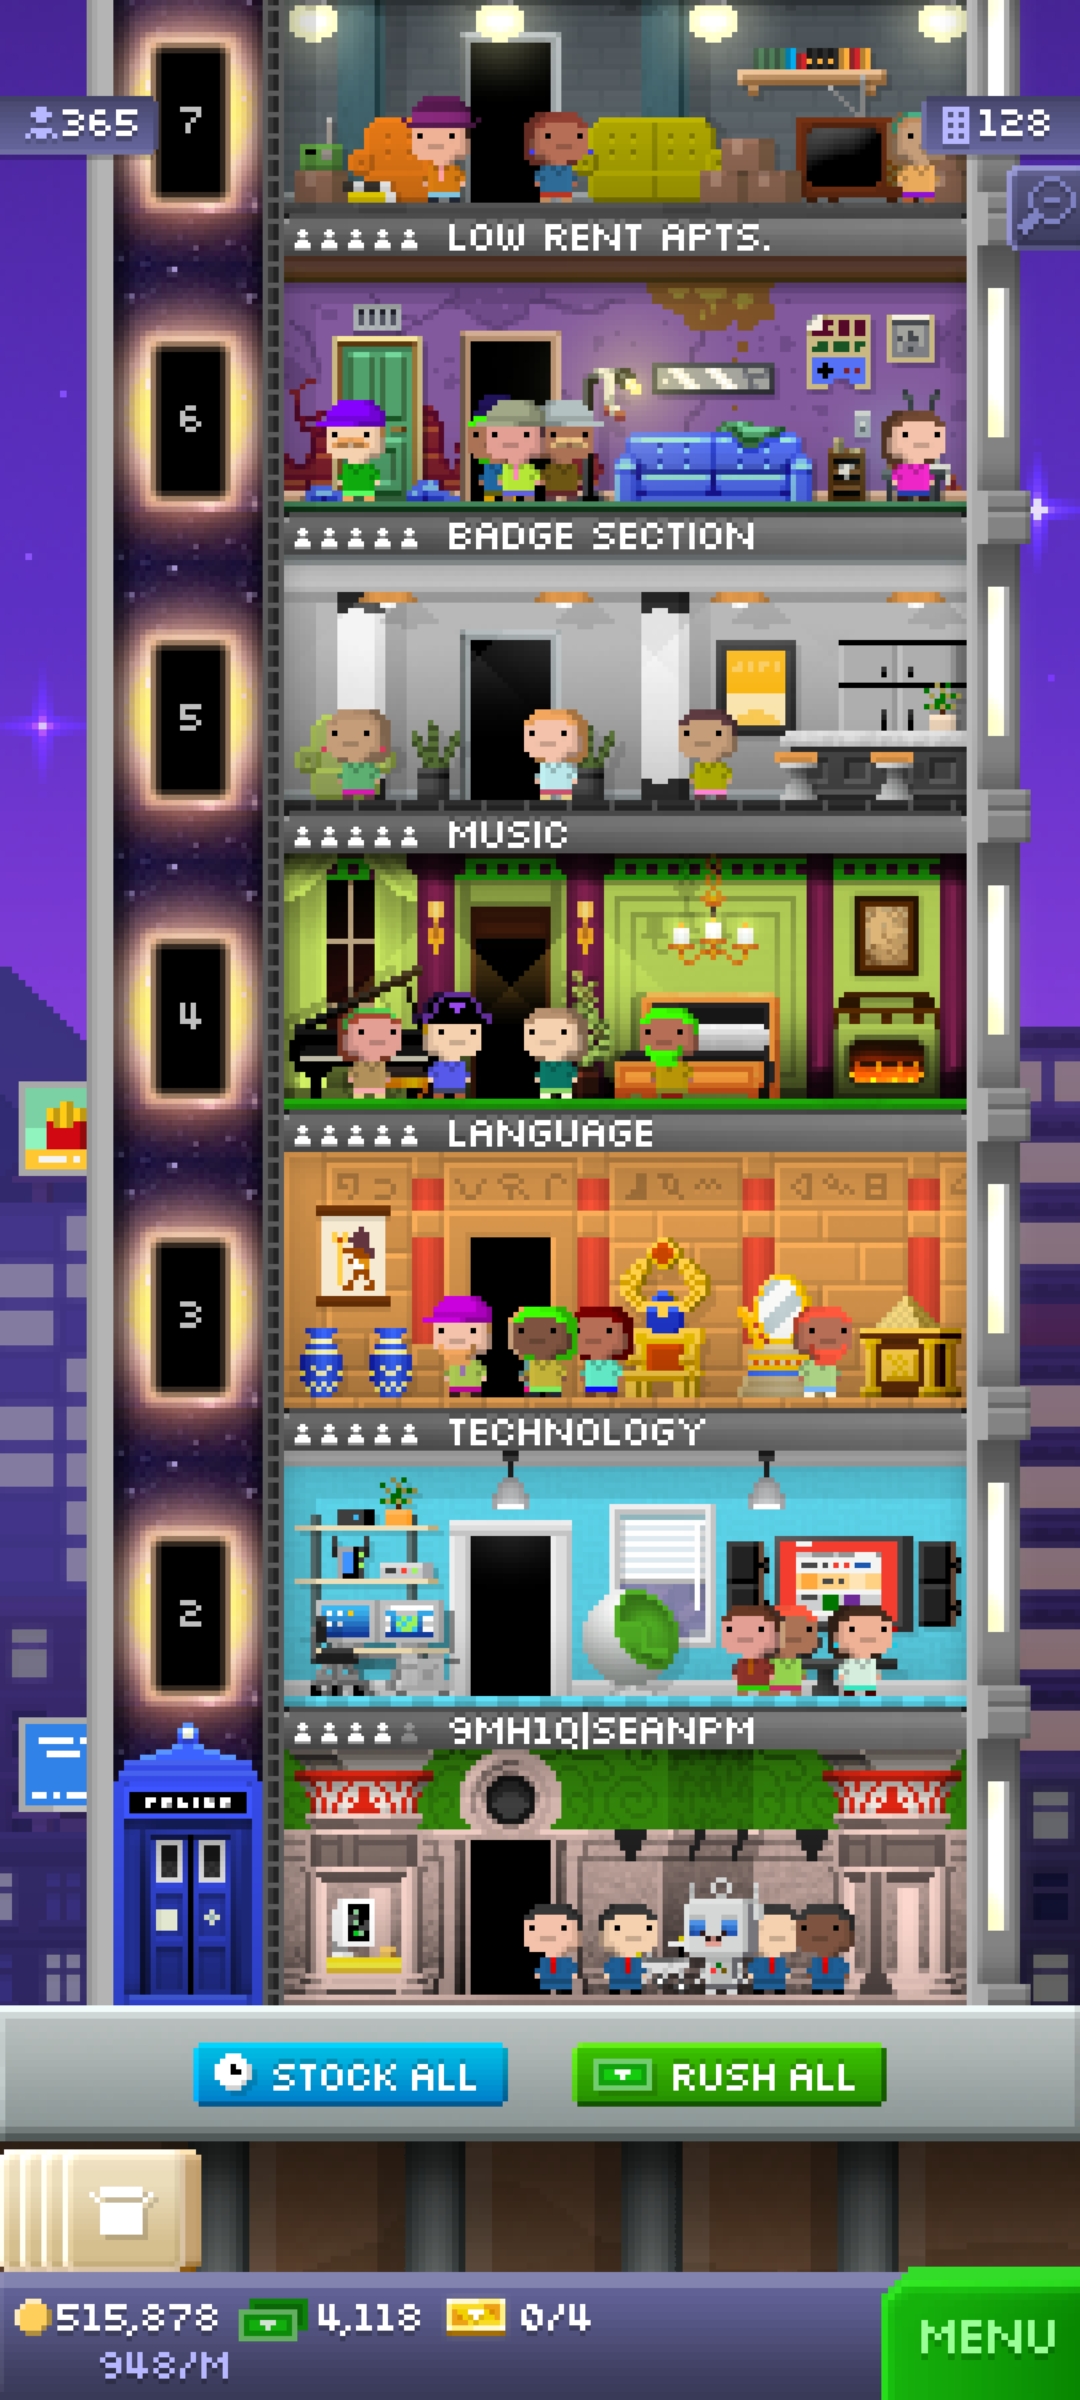 7
365
128
LOW RENT APTS.
6
BADGE SECTION
5
MUSIC
4
LANGUAGE
3
TECHNOLOGY
2
9MH1Q|SEANPM
POLICE
STOCK ALL
RUSH ALL
515,878
4,118
0/4
948/M
MENU